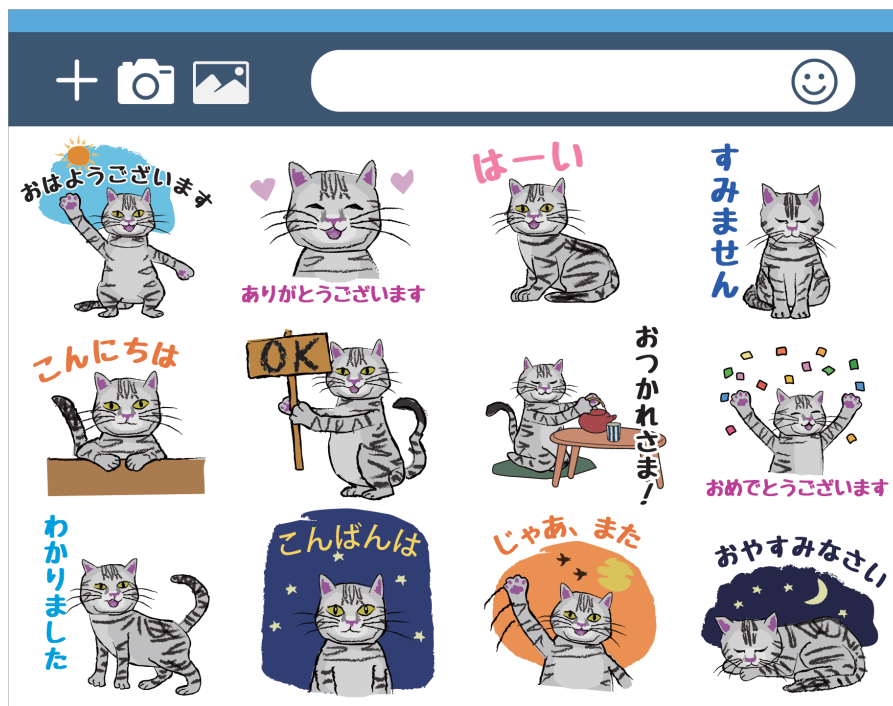 おはようございます
ありがとうございます
はーい
すみません
こんにちは
OK
おつかれさま！
おめでとうございます
わかりました
こんばんは
じゃあ、また
おやすみなさい